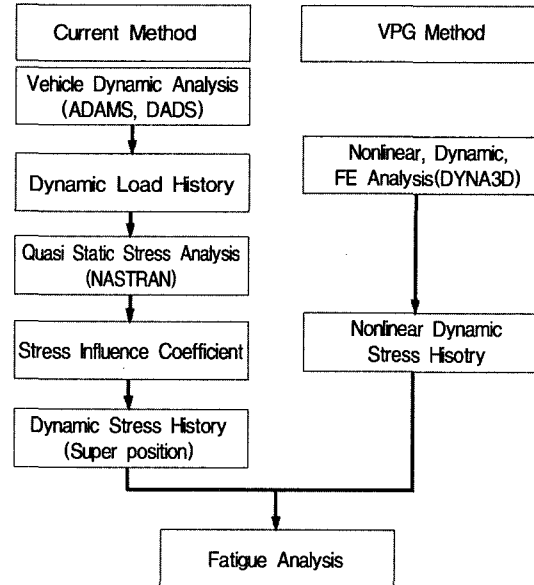 Current Method
VPG Method
Vehicle Dynamic Analysis
(ADAMS, DADS)
Dynamic Load History
Nonlinear, Dynamic,
FE Analysis(DYNA3D)
Quasi Static Stress Analysis
(NASTRAN)
Stress Influence Coefficient
Nonlinear Dynamic
Stress Hisotry
Dynamic Stress History
(Super position)
Fatigue Analysis